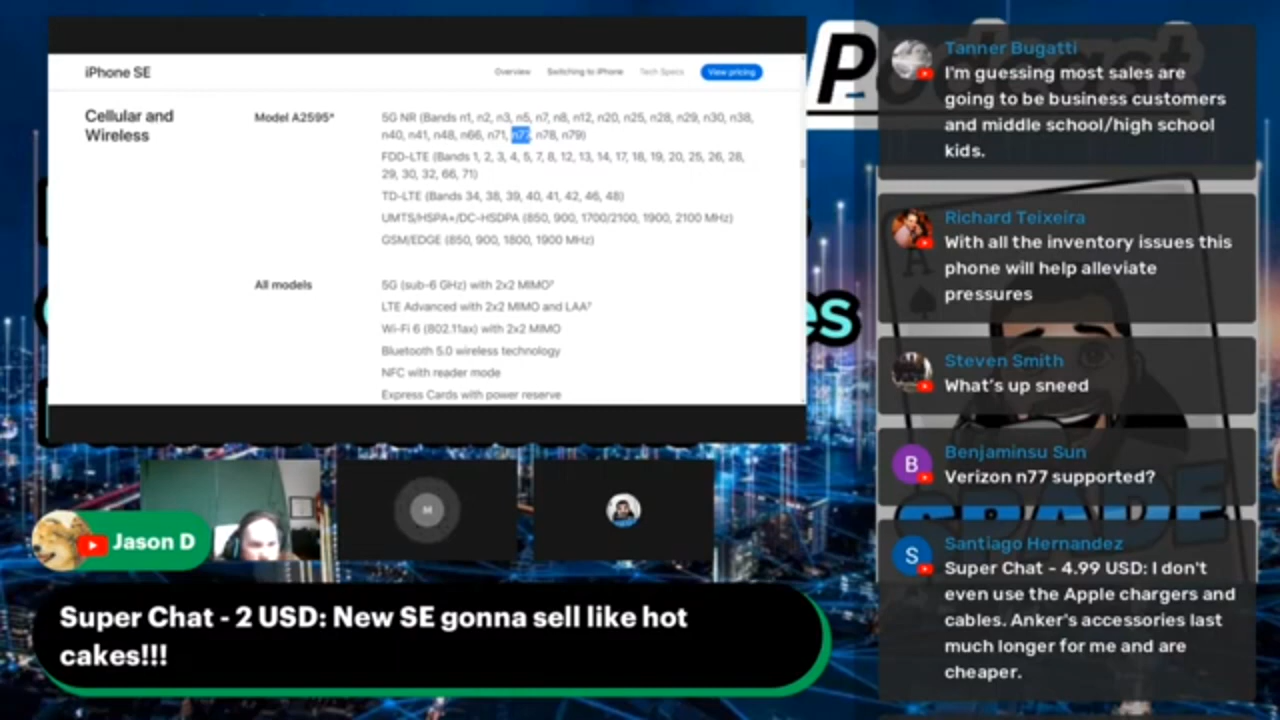 iPhone SE
Overview
Switching to iPhone
Tech Specs
View pricing
Cellular and
Wireless
Model A2595*
5G NR (Bands n1, n2, n3, n5, n7, n8, n12, n20, n25, n28, n29, n30, n38,
n40, n41, n48, n66, n71, n77, n78, n79)
FDD-LTE (Bands 1, 2, 3, 4, 5, 7, 8, 12, 13, 14, 17, 18, 19, 20, 25, 26, 28,
29, 30, 32, 66, 71)
TD-LTE (Bands 34, 38, 39, 40, 41, 42, 46, 48)
UMTS/HSPA+/DC-HSDPA (850, 900, 1700/2100, 1900, 2100 MHz)
GSM/EDGE (850, 900, 1800, 1900 MHz)
All models
5G (sub-6 GHz) with 2x2 MIMO⁷
LTE Advanced with 2x2 MIMO and LAA⁷
Wi-Fi 6 (802.11ax) with 2x2 MIMO
Bluetooth 5.0 wireless technology
NFC with reader mode
Express Cards with power reserve
Podcast
es
M
Jason D
Super Chat - 2 USD: New SE gonna sell like hot
cakes!!!
Tanner Bugatti
I'm guessing most sales are
going to be business customers
and middle school/high school
kids.
Richard Teixeira
With all the inventory issues this
phone will help alleviate
pressures
A
Steven Smith
What's up sneed
B
Benjaminsu Sun
Verizon n77 supported?
S
Santiago Hernandez
Super Chat - 4.99 USD: I don't
even use the Apple chargers and
cables. Anker's accessories last
much longer for me and are
cheaper.